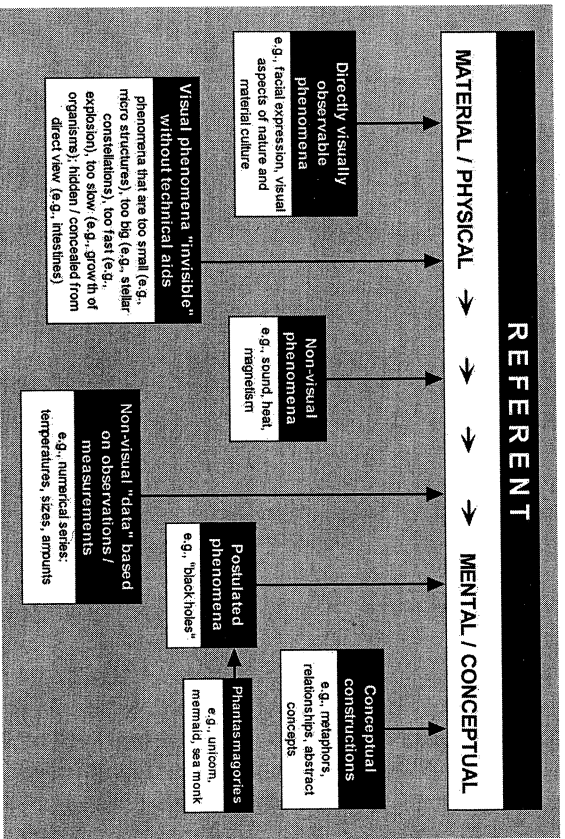 REFERENT
MATERIAL / PHYSICAL → → → → MENTAL / CONCEPTUAL
Directly visually
observable
phenomena
e.g., facial expression, visual
aspects of nature and
material culture
Visual phenomena "invisible"
without technical aids
phenomena that are too small (e.g.,
micro structures), too big (e.g., stellar
constellations), too fast (e.g.,
explosion), too slow (e.g., growth of
organisms); hidden / concealed from
direct view (e.g., intestines)
Non-visual
phenomena
e.g., sound, heat,
magnetism
Non-visual "data" based
on observations /
measurements
e.g., numerical series:
temperatures, sizes, amounts
Postulated
phenomena
e.g., "black holes"
Phantasmagories
e.g., unicorn,
mermaid, sea monk
Conceptual
constructions
e.g., metaphors,
relationships, abstract
concepts